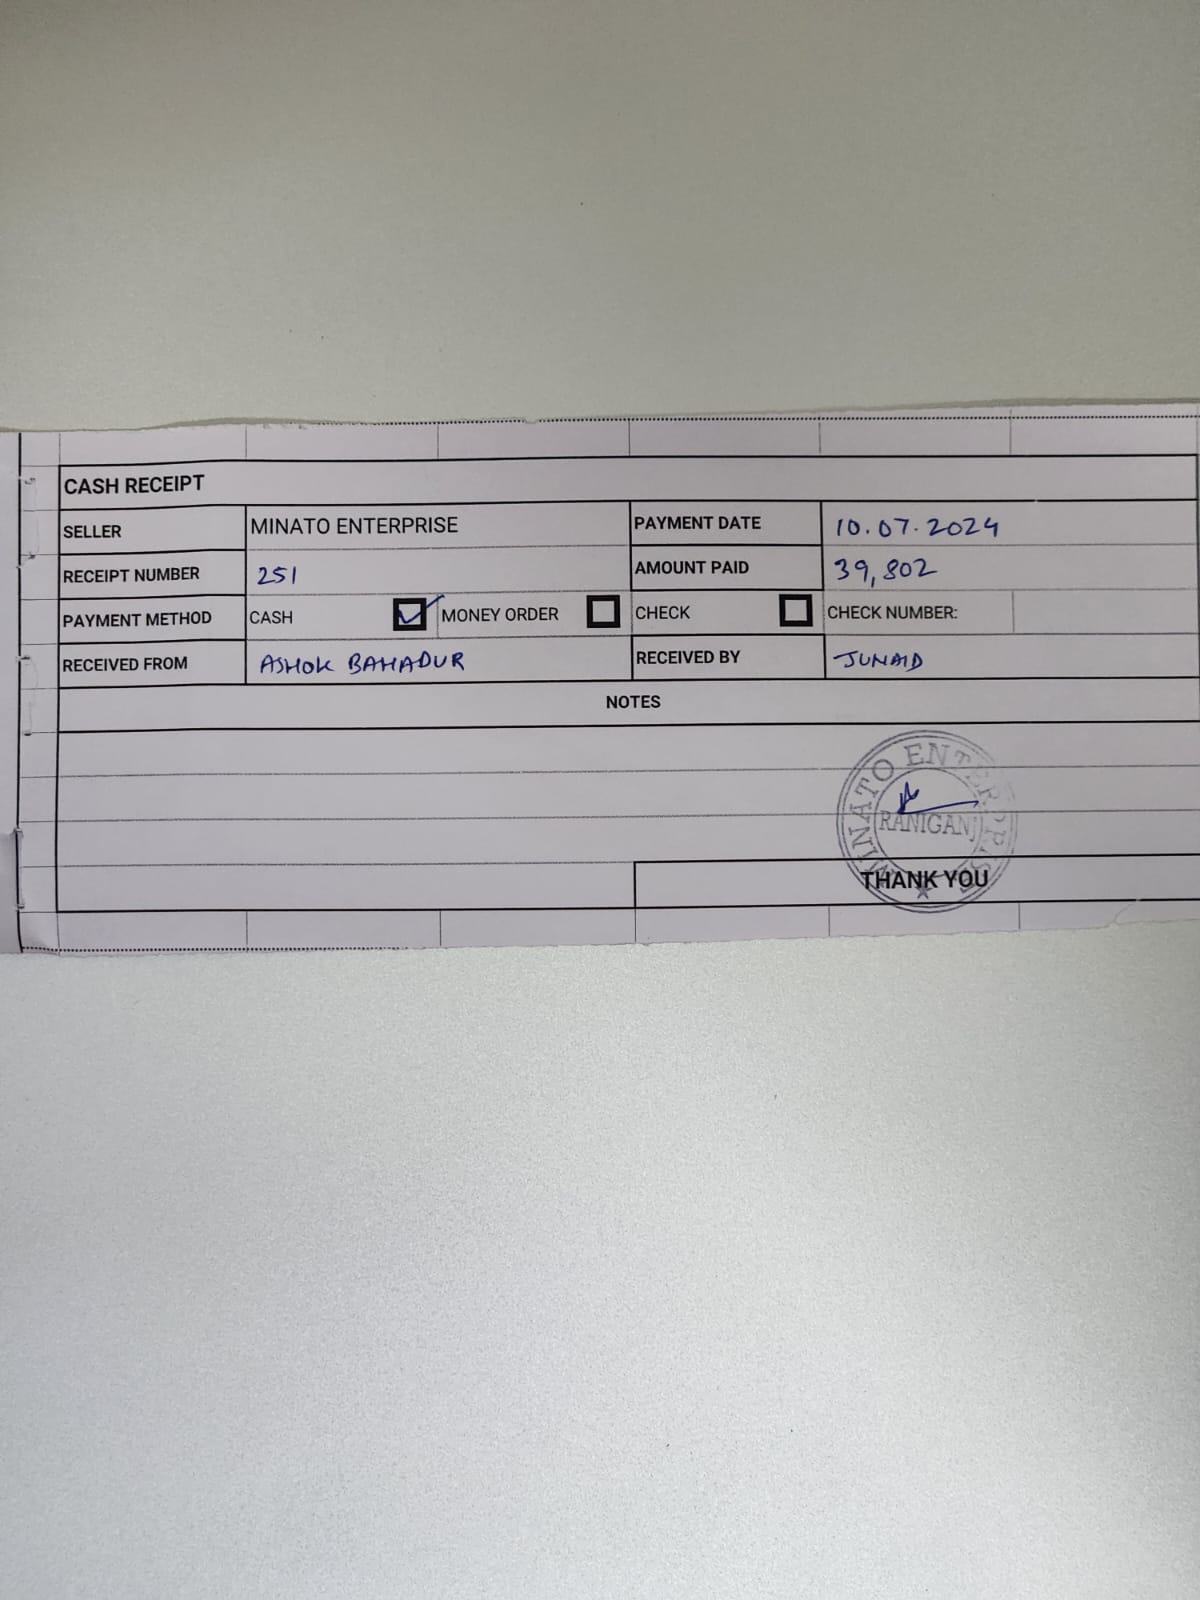 CASH RECEIPT
SELLER MINATO ENTERPRISE PAYMENT DATE 10.07.2024
RECEIPT NUMBER 251 AMOUNT PAID 39,802
PAYMENT METHOD CASH MONEY ORDER CHECK CHECK NUMBER:
RECEIVED FROM ASHOK BAHADUR RECEIVED BY JUNAID
NOTES
MINATO ENTERPRISE
RANIGANJ
THANK YOU